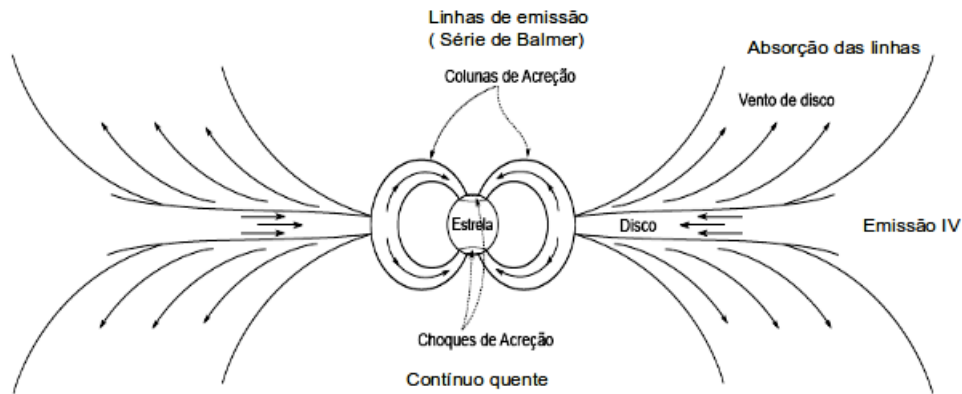 Linhas de emissão
( Série de Balmer)
Absorção das linhas
Colunas de Acreção
Vento de disco
Estrela
Disco
Emissão IV
Choques de Acreção
Contínuo quente